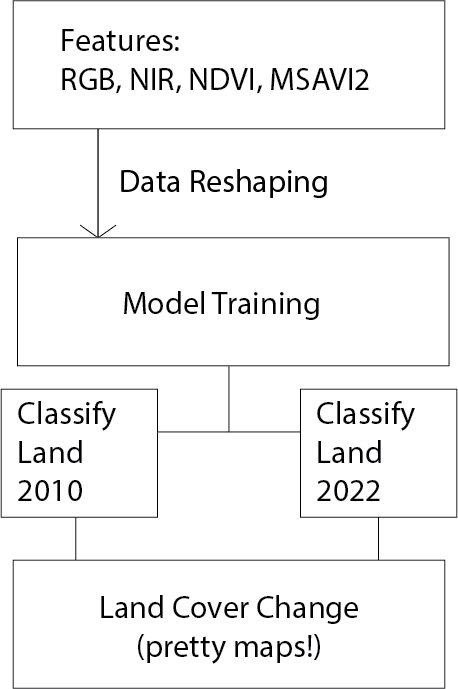 Features:
RGB, NIR, NDVI, MSAVI2
Data Reshaping
Model Training
Classify
Land
2010
Classify
Land
2022
Land Cover Change
(pretty maps!)